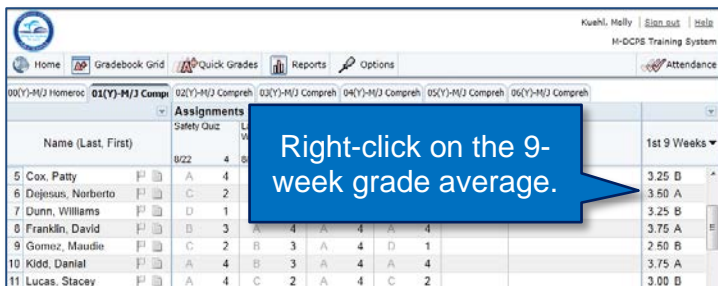 Kuehl, Molly | Sign out | Help
M-DCPS Training System
Home Gradebook Grid Quick Grades Reports Options Attendance
00(Y)-M/J Homeroc 01(Y)-M/J Compr 02(Y)-M/J Compreh 03(Y)-M/J Compreh 04(Y)-M/J Compreh 05(Y)-M/J Compreh 06(Y)-M/J Compreh
Assignments
Name (Last, First) Safety Quiz 1st 9 Weeks
8/22 4
Right-click on the 9-
week grade average.
5 Cox, Patty A 4 3.25 B
6 Dejesus, Norberto C 2 3.50 A
7 Dunn, Williams D 1 3.25 B
8 Franklin, David B 3 A 4 A 4 A 4 3.75 A
9 Gomez, Maudie C 2 B 3 A 4 D 1 2.50 B
10 Kidd, Danial A 4 B 3 A 4 A 4 3.75 A
11 Lucas, Stacey A 4 C 2 A 4 C 2 3.00 B